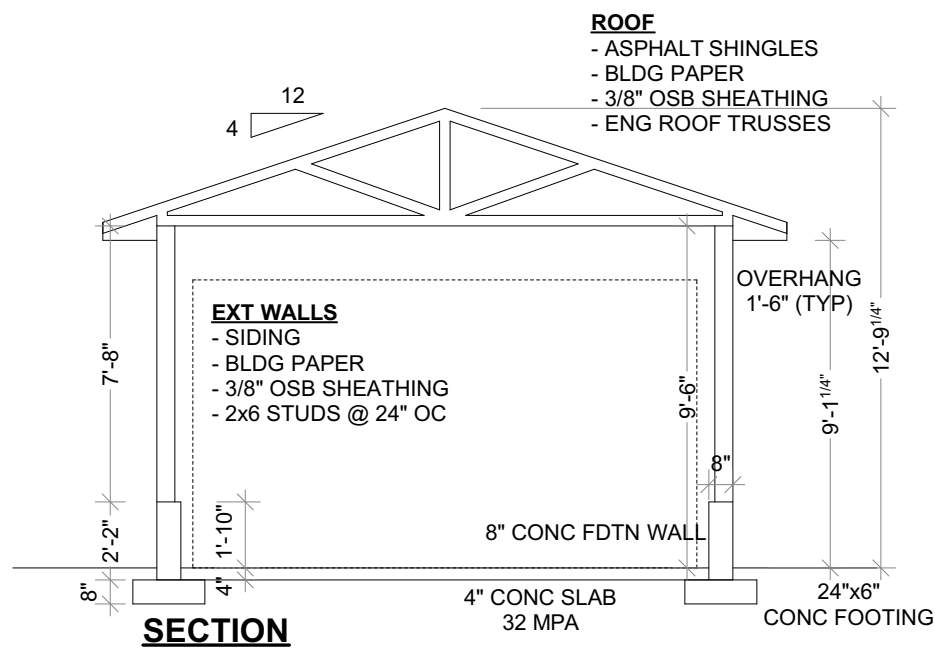 ROOF
- ASPHALT SHINGLES
- BLDG PAPER
- 3/8" OSB SHEATHING
- ENG ROOF TRUSSES
12
4
OVERHANG
1'-6" (TYP)
EXT WALLS
- SIDING
- BLDG PAPER
- 3/8" OSB SHEATHING
- 2x6 STUDS @ 24" OC
7'-8"
9'-6"
9'-1 1/4"
12'-9 1/4"
8"
2'-2"
1'-10"
8" CONC FDTN WALL
8"
4"
4" CONC SLAB
32 MPA
24"x6"
CONC FOOTING
SECTION